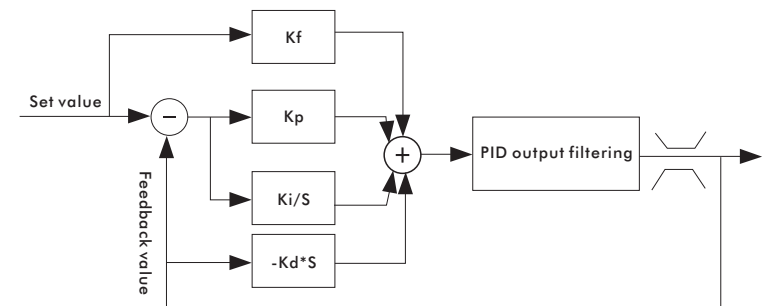 Kf
Set value
−
Kp
+
PID output filtering
Feedback value
Ki/S
-Kd*S